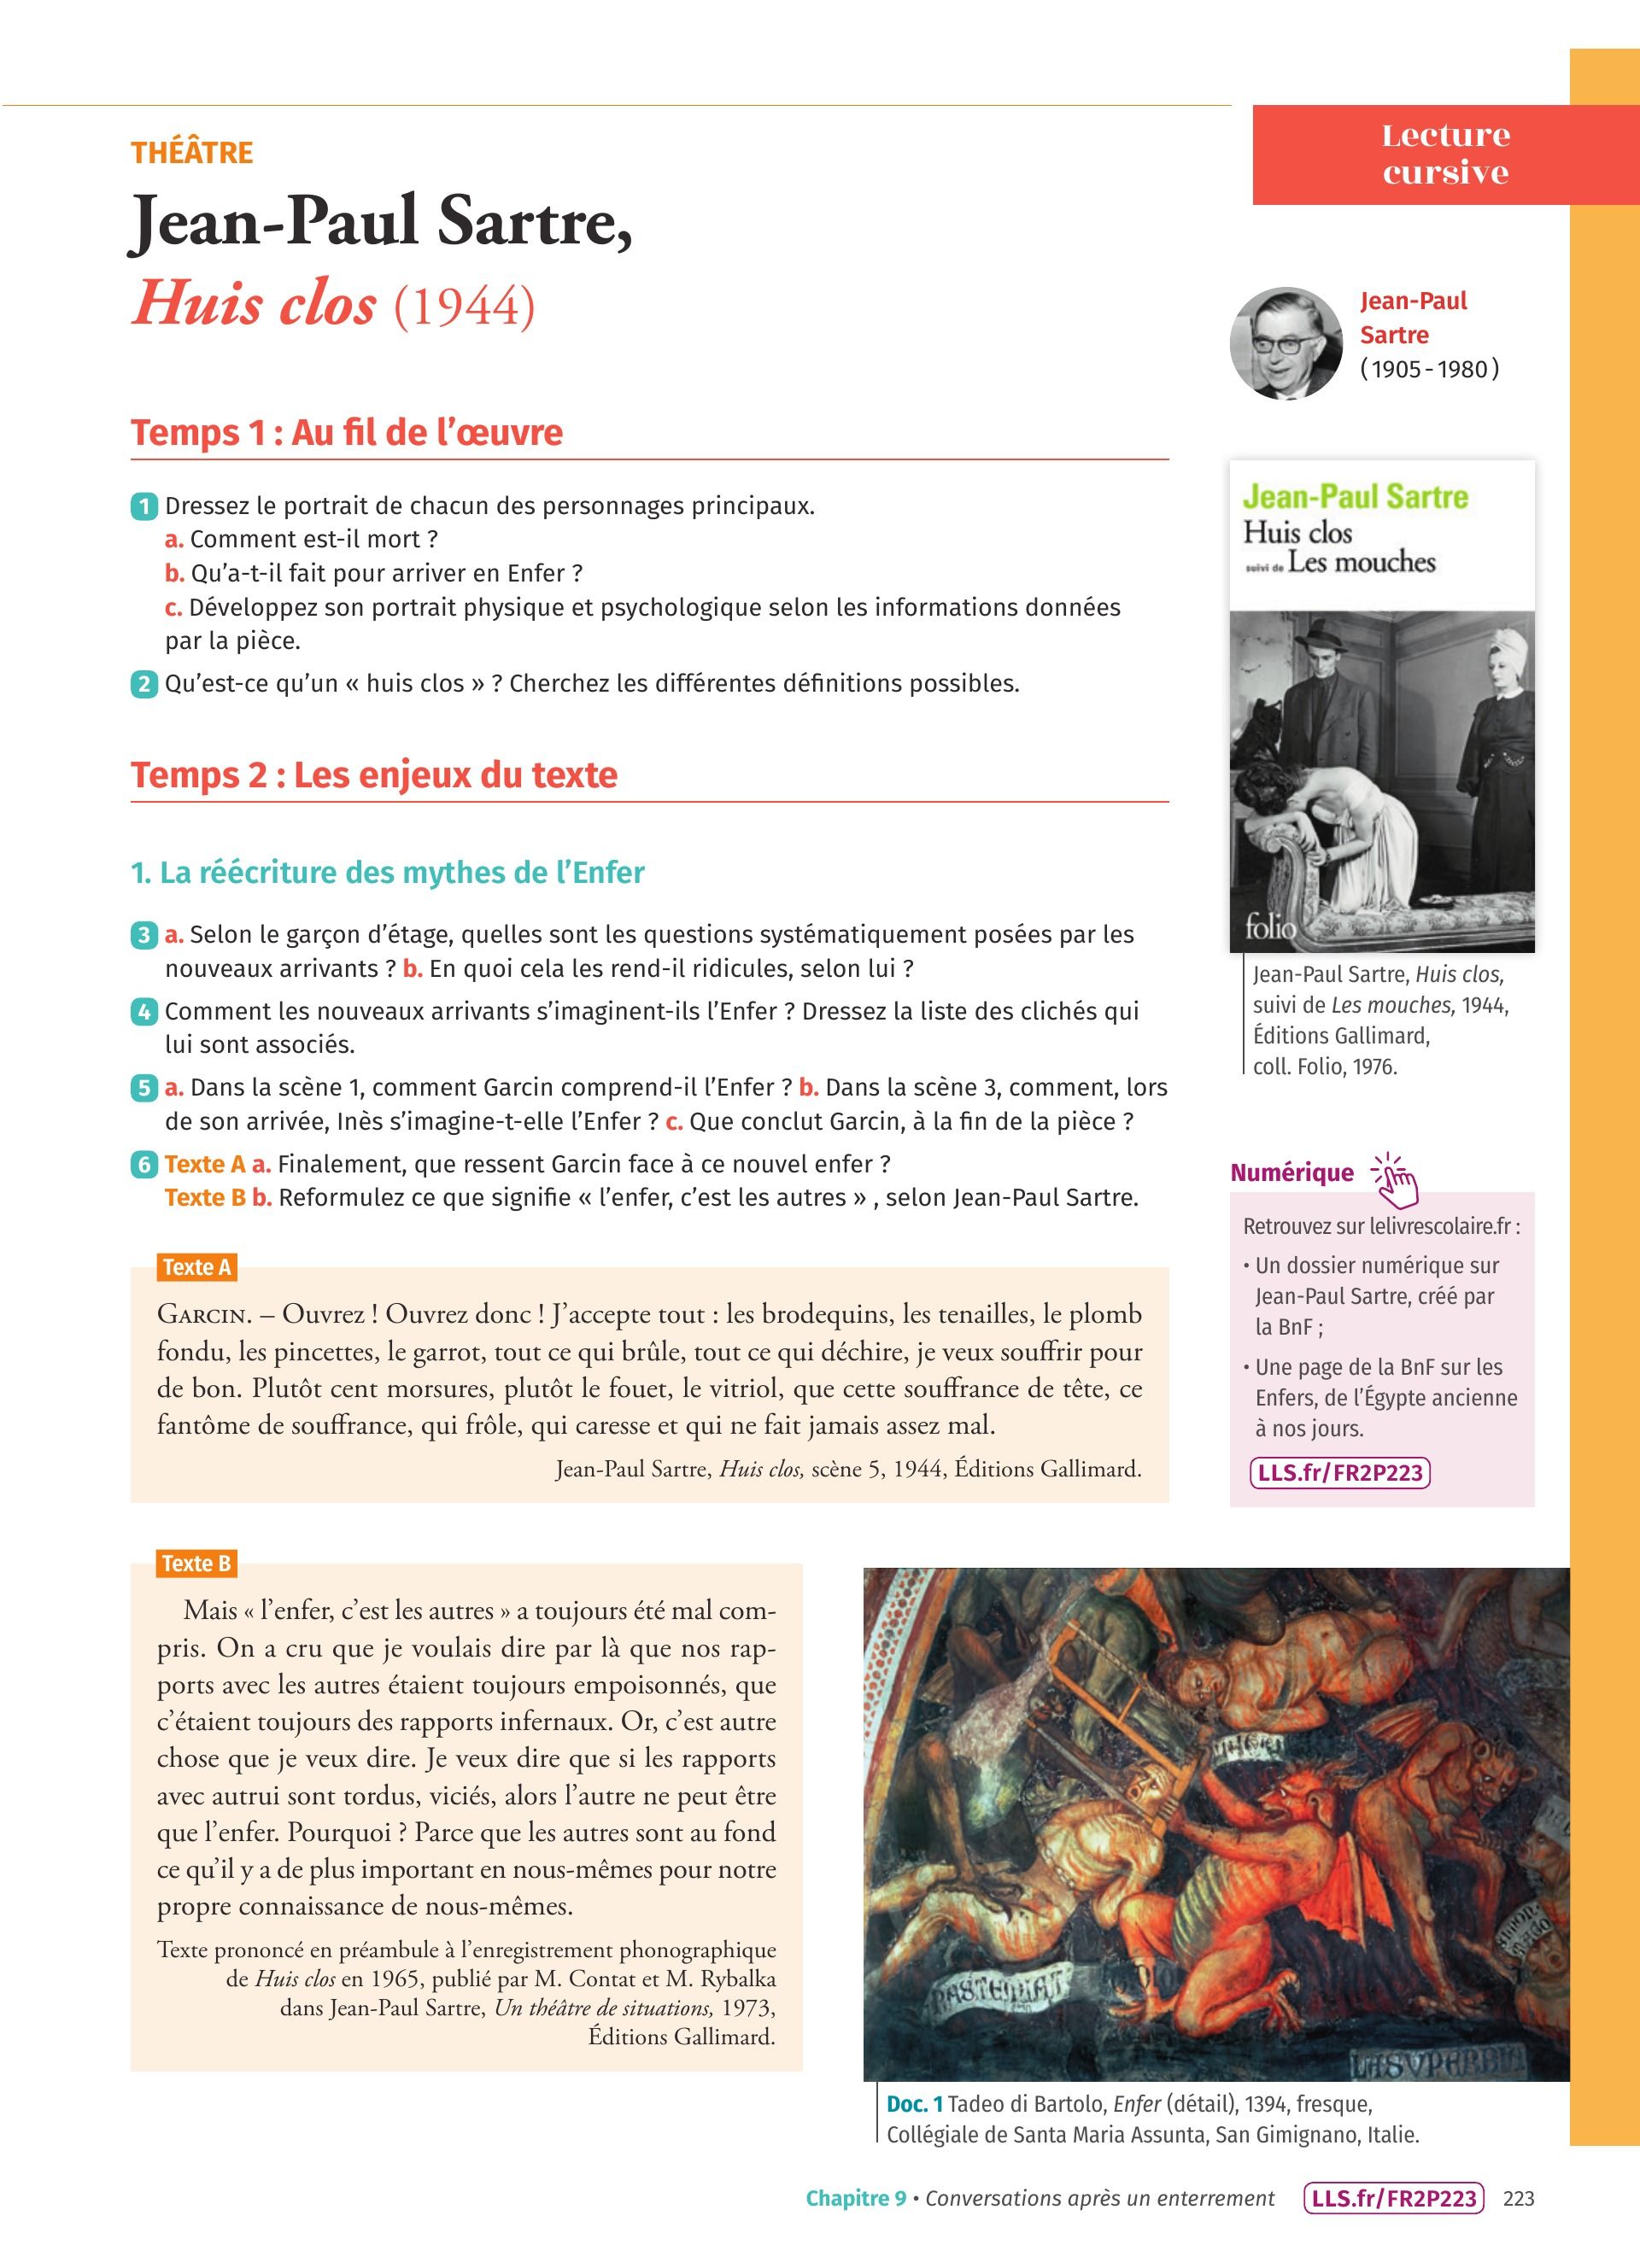 THÉÂTRE
Jean-Paul Sartre,
Huis clos (1944)
Lecture
cursive
Jean-Paul
Sartre
(1905-1980)
Temps 1 : Au fil de l’œuvre
1 Dressez le portrait de chacun des personnages principaux.
a. Comment est-il mort ?
b. Qu’a-t-il fait pour arriver en Enfer ?
c. Développez son portrait physique et psychologique selon les informations données
par la pièce.
2 Qu’est-ce qu’un « huis clos » ? Cherchez les différentes définitions possibles.
Temps 2 : Les enjeux du texte
1. La réécriture des mythes de l’Enfer
3 a. Selon le garçon d’étage, quelles sont les questions systématiquement posées par les
nouveaux arrivants ? b. En quoi cela les rend-il ridicules, selon lui ?
4 Comment les nouveaux arrivants s’imaginent-ils l’Enfer ? Dressez la liste des clichés qui
lui sont associés.
5 a. Dans la scène 1, comment Garcin comprend-il l’Enfer ? b. Dans la scène 3, comment, lors
de son arrivée, Inès s’imagine-t-elle l’Enfer ? c. Que conclut Garcin, à la fin de la pièce ?
6 Texte A a. Finalement, que ressent Garcin face à ce nouvel enfer ?
Texte B b. Reformulez ce que signifie « l’enfer, c’est les autres » , selon Jean-Paul Sartre.
Jean-Paul Sartre
Huis clos
suivi de Les mouches
folio
Jean-Paul Sartre, Huis clos,
suivi de Les mouches, 1944,
Éditions Gallimard,
coll. Folio, 1976.
Numérique
Retrouvez sur lelivrescolaire.fr :
• Un dossier numérique sur
Jean-Paul Sartre, créé par
la BnF ;
• Une page de la BnF sur les
Enfers, de l’Égypte ancienne
à nos jours.
LLS.fr/FR2P223
Texte A
GARCIN. – Ouvrez ! Ouvrez donc ! J’accepte tout : les brodequins, les tenailles, le plomb
fondu, les pincettes, le garrot, tout ce qui brûle, tout ce qui déchire, je veux souffrir pour
de bon. Plutôt cent morsures, plutôt le fouet, le vitriol, que cette souffrance de tête, ce
fantôme de souffrance, qui frôle, qui caresse et qui ne fait jamais assez mal.
Jean-Paul Sartre, Huis clos, scène 5, 1944, Éditions Gallimard.
Texte B
Mais « l’enfer, c’est les autres » a toujours été mal com-
pris. On a cru que je voulais dire par là que nos rap-
ports avec les autres étaient toujours empoisonnés, que
c’étaient toujours des rapports infernaux. Or, c’est autre
chose que je veux dire. Je veux dire que si les rapports
avec autrui sont tordus, viciés, alors l’autre ne peut être
que l’enfer. Pourquoi ? Parce que les autres sont au fond
ce qu’il y a de plus important en nous-mêmes pour notre
propre connaissance de nous-mêmes.
Texte prononcé en préambule à l’enregistrement phonographique
de Huis clos en 1965, publié par M. Contat et M. Rybalka
dans Jean-Paul Sartre, Un théâtre de situations, 1973,
Éditions Gallimard.
LASVPERBIA
Doc. 1 Tadeo di Bartolo, Enfer (détail), 1394, fresque,
Collégiale de Santa Maria Assunta, San Gimignano, Italie.
Chapitre 9 • Conversations après un enterrement
LLS.fr/FR2P223
223